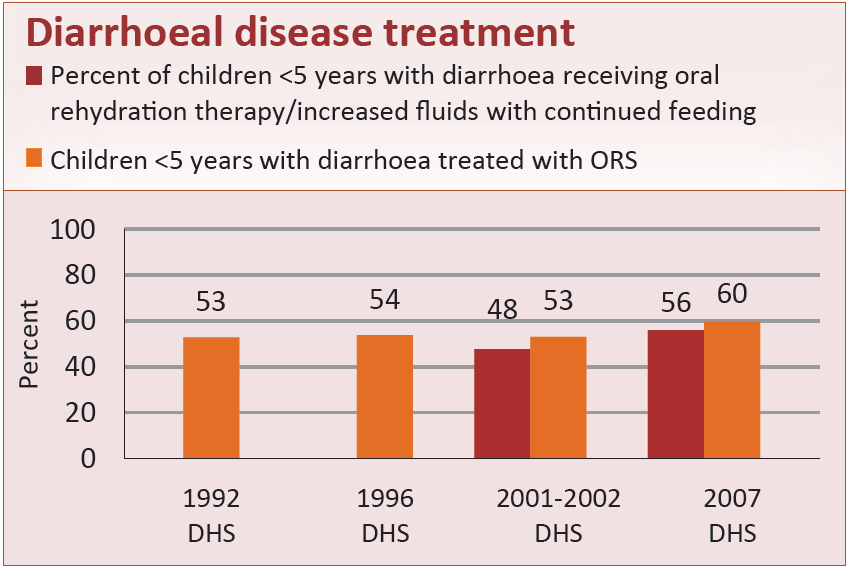 Diarrhoeal disease treatment
Percent of children <5 years with diarrhoea receiving oral
rehydration therapy/increased fluids with continued feeding
Children <5 years with diarrhoea treated with ORS
Percent
100
80
60
40
20
0
53
54
48
53
56
60
1992
DHS
1996
DHS
2001-2002
DHS
2007
DHS